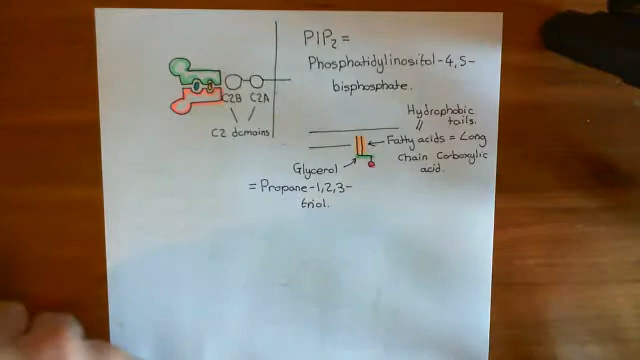 PIP₂ =
Phosphatidylinositol-4,5-
bisphosphate.
C2B C2A
C2 domains
Hydrophobic
tails.
Fatty acids = Long
chain Carboxylic
acid.
Glycerol
= Propane-1,2,3-
triol.